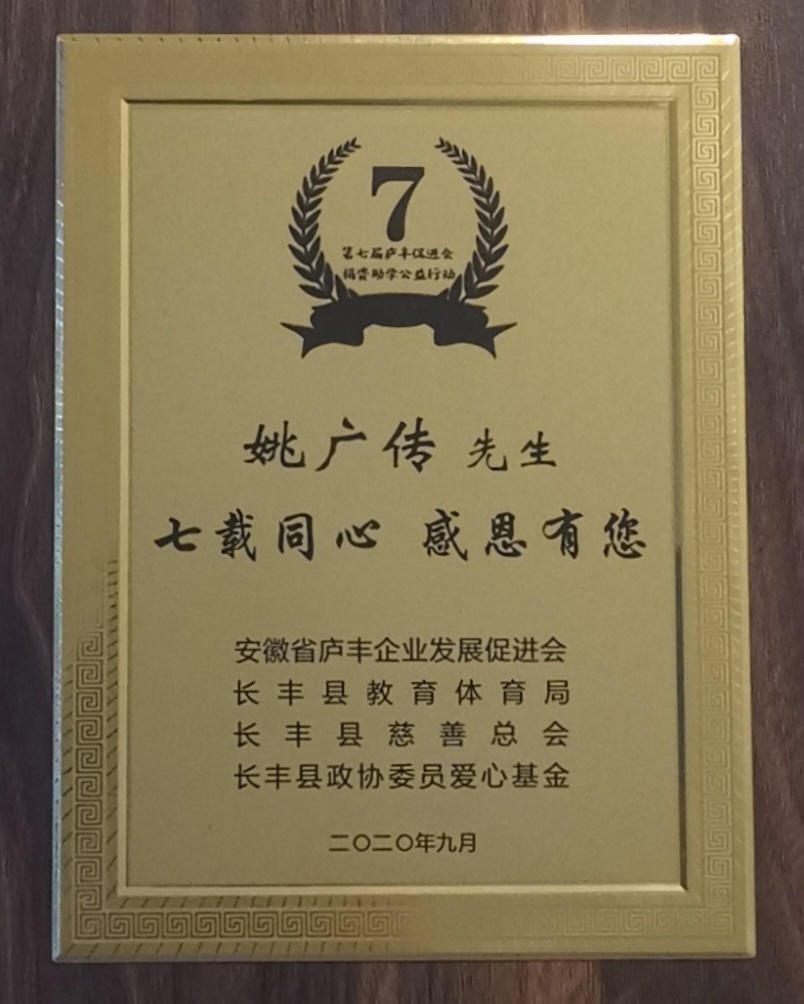 7
第七届庐丰促进会
捐资助学公益行动
姚广传 先生
七载同心 感恩有您
安徽省庐丰企业发展促进会
长丰县教育体育局
长丰县慈善总会
长丰县政协委员爱心基金
二〇二〇年九月